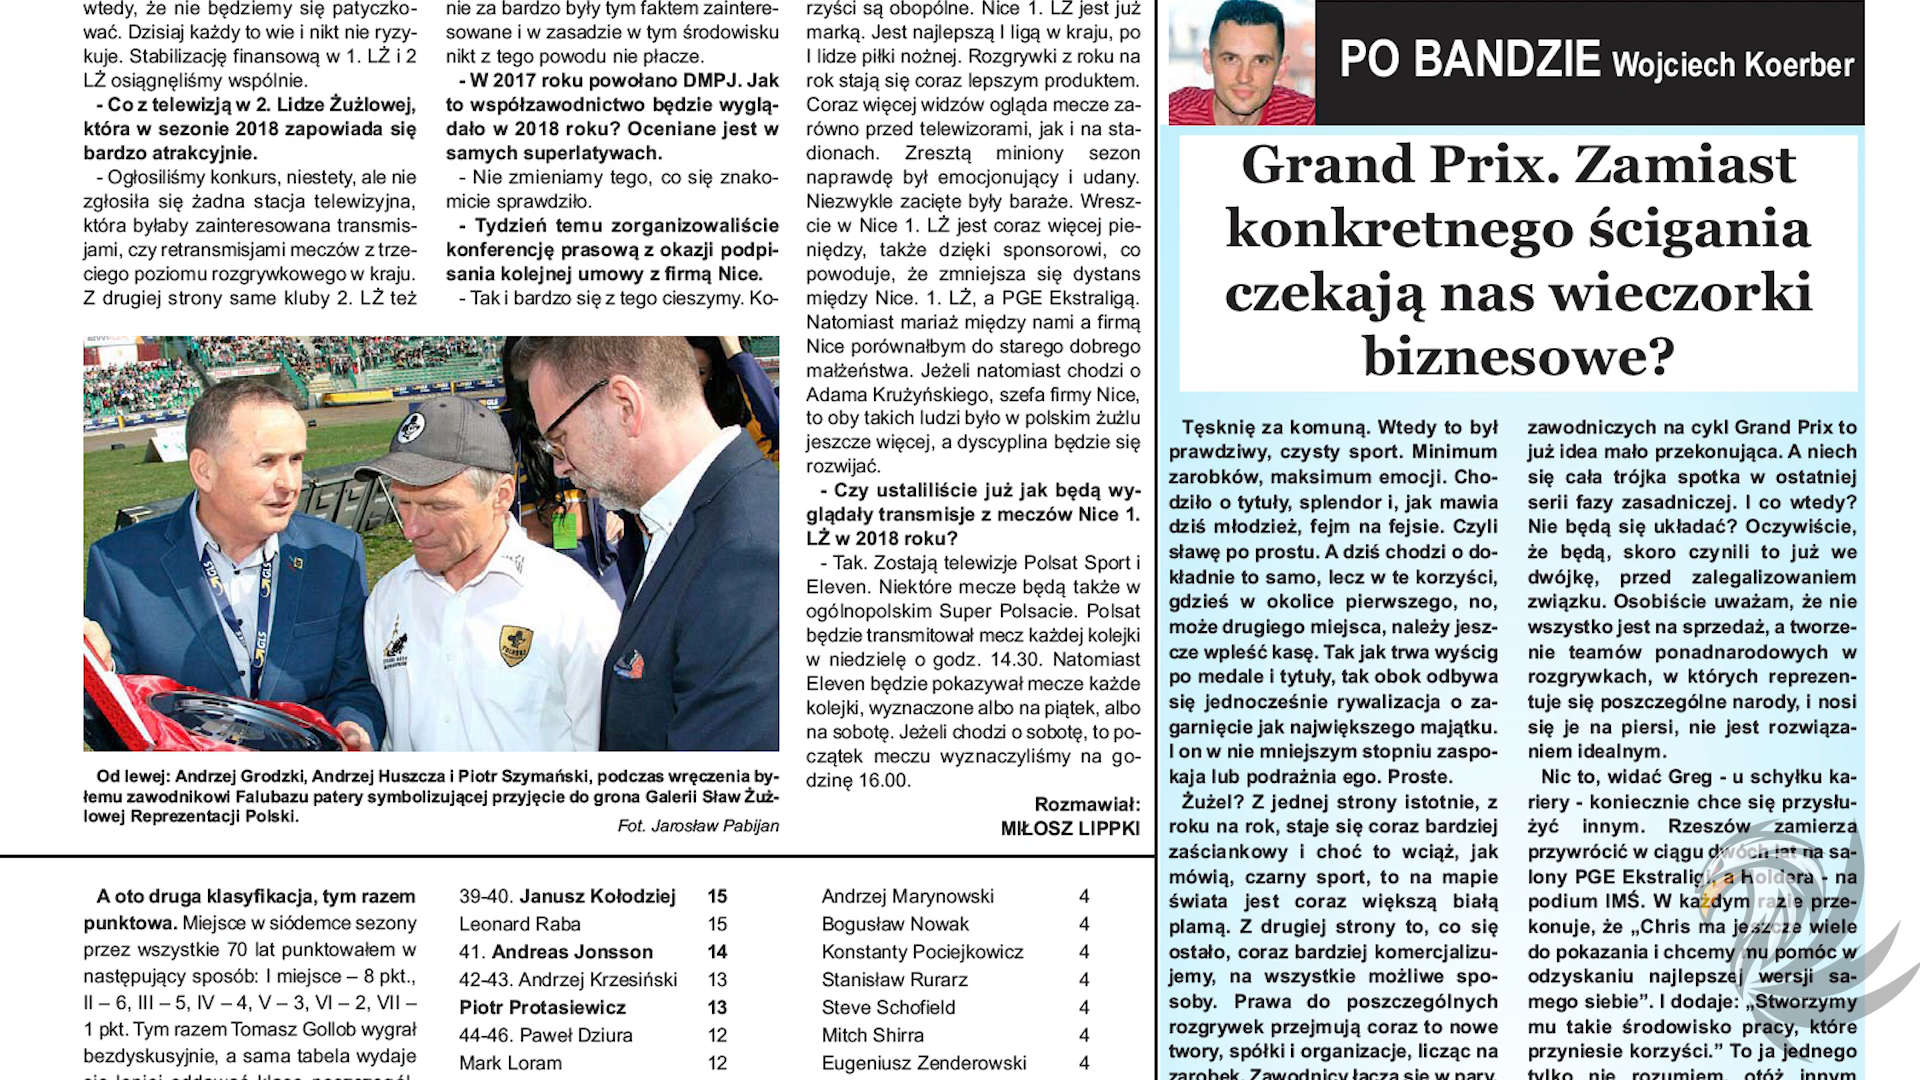 wtedy, że nie będziemy się patyczko-
wać. Dzisiaj każdy to wie i nikt nie ryzy-
kuje. Stabilizację finansową w 1. LŻ i 2
LŻ osiągnęliśmy wspólnie.
- Co z telewizją w 2. Lidze Żużlowej,
która w sezonie 2018 zapowiada się
bardzo atrakcyjnie.
- Ogłosiliśmy konkurs, niestety, ale nie
zgłosiła się żadna stacja telewizyjna,
która byłaby zainteresowana transmis-
jami, czy retransmisjami meczów z trze-
ciego poziomu rozgrywkowego w kraju.
Z drugiej strony same kluby 2. LŻ też
nie za bardzo były tym faktem zaintere-
sowane i w zasadzie w tym środowisku
nikt z tego powodu nie płacze.
- W 2017 roku powołano DMPJ. Jak
to współzawodnictwo będzie wyglą-
dało w 2018 roku? Oceniane jest w
samych superlatywach.
- Nie zmieniamy tego, co się znako-
micie sprawdziło.
- Tydzień temu zorganizowaliście
konferencję prasową z okazji podpi-
sania kolejnej umowy z firmą Nice.
- Tak i bardzo się z tego cieszymy. Ko-
rzyści są obopólne. Nice 1. LŻ jest już
marką. Jest najlepszą I ligą w kraju, po
I lidze piłki nożnej. Rozgrywki z roku na
rok stają się coraz lepszym produktem.
Coraz więcej widzów ogląda mecze za-
równo przed telewizorami, jak i na sta-
dionach. Zresztą miniony sezon
naprawdę był emocjonujący i udany.
Niezwykle zacięte były baraże. Wresz-
cie w Nice 1. LŻ jest coraz więcej pie-
niędzy, także dzięki sponsorowi, co
powoduje, że zmniejsza się dystans
między Nice. 1. LŻ, a PGE Ekstraligą.
Natomiast mariaż między nami a firmą
Nice porównałbym do starego dobrego
małżeństwa. Jeżeli natomiast chodzi o
Adama Krużyńskiego, szefa firmy Nice,
to oby takich ludzi było w polskim żużlu
jeszcze więcej, a dyscyplina będzie się
rozwijać.
- Czy ustaliliście już jak będą wy-
glądały transmisje z meczów Nice 1.
LŻ w 2018 roku?
- Tak. Zostają telewizje Polsat Sport i
Eleven. Niektóre mecze będą także w
ogólnopolskim Super Polsacie. Polsat
będzie transmitował mecz każdej kolejki
w niedzielę o godz. 14.30. Natomiast
Eleven będzie pokazywał mecze każde
kolejki, wyznaczone albo na piątek, albo
na sobotę. Jeżeli chodzi o sobotę, to po-
czątek meczu wyznaczyliśmy na go-
dzinę 16.00.
Rozmawiał:
MIŁOSZ LIPPKI
GLS
GLS
FALUBAZ
Od lewej: Andrzej Grodzki, Andrzej Huszcza i Piotr Szymański, podczas wręczenia by-
łemu zawodnikowi Falubazu patery symbolizującej przyjęcie do grona Galerii Sław Żuż-
lowej Reprezentacji Polski.
Fot. Jarosław Pabijan
A oto druga klasyfikacja, tym razem
punktowa. Miejsce w siódemce sezony
przez wszystkie 70 lat punktowałem w
następujący sposób: I miejsce – 8 pkt.,
II – 6, III – 5, IV – 4, V – 3, VI – 2, VII –
1 pkt. Tym razem Tomasz Gollob wygrał
bezdyskusyjnie, a sama tabela wydaje
39-40. Janusz Kołodziej 15
Leonard Raba 15
41. Andreas Jonsson 14
42-43. Andrzej Krzesiński 13
Piotr Protasiewicz 13
44-46. Paweł Dziura 12
Mark Loram 12
Andrzej Marynowski 4
Bogusław Nowak 4
Konstanty Pociejkowicz 4
Stanisław Rurarz 4
Steve Schofield 4
Mitch Shirra 4
Eugeniusz Zenderowski 4
PO BANDZIE Wojciech Koerber
Grand Prix. Zamiast
konkretnego ścigania
czekają nas wieczorki
biznesowe?
Tęsknię za komuną. Wtedy to był
prawdziwy, czysty sport. Minimum
zarobków, maksimum emocji. Cho-
dziło o tytuły, splendor i, jak mawia
dziś młodzież, fejm na fejsie. Czyli
sławę po prostu. A dziś chodzi o do-
kładnie to samo, lecz w te korzyści,
gdzieś w okolice pierwszego, no,
może drugiego miejsca, należy jesz-
cze wpleść kasę. Tak jak trwa wyścig
po medale i tytuły, tak obok odbywa
się jednocześnie rywalizacja o za-
garnięcie jak największego majątku.
I on w nie mniejszym stopniu zaspo-
kaja lub podrażnia ego. Proste.
Żużel? Z jednej strony istotnie, z
roku na rok, staje się coraz bardziej
zaściankowy i choć to wciąż, jak
mówią, czarny sport, to na mapie
świata jest coraz większą białą
plamą. Z drugiej strony to, co się
ostało, coraz bardziej komercjalizu-
jemy, na wszystkie możliwe spo-
soby. Prawa do poszczególnych
rozgrywek przejmują coraz to nowe
twory, spółki i organizacje, licząc na
zarobek. Zawodnicy łączą się w pary,
zawodniczych na cykl Grand Prix to
już idea mało przekonująca. A niech
się cała trójka spotka w ostatniej
serii fazy zasadniczej. I co wtedy?
Nie będą się układać? Oczywiście,
że będą, skoro czynili to już we
dwójkę, przed zalegalizowaniem
związku. Osobiście uważam, że nie
wszystko jest na sprzedaż, a tworze-
nie teamów ponadnarodowych w
rozgrywkach, w których reprezen-
tuje się poszczególne narody, i nosi
się je na piersi, nie jest rozwiąza-
niem idealnym.
Nic to, widać Greg - u schyłku ka-
riery - koniecznie chce się przysłu-
żyć innym. Rzeszów zamierza
przywrócić w ciągu dwóch lat na sa-
lony PGE Ekstraligi, a Holdera - na
podium IMŚ. W każdym razie prze-
konuje, że „Chris ma jeszcze wiele
do pokazania i chcemy mu pomóc w
odzyskaniu najlepszej wersji sa-
mego siebie”. I dodaje: „Stworzymy
mu takie środowisko pracy, które
przyniesie korzyści.” To ja jednego
tylko nie rozumiem, otóż innym